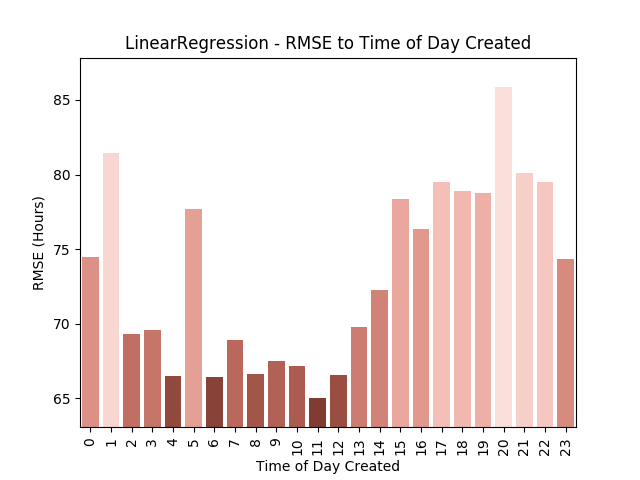 LinearRegression - RMSE to Time of Day Created
RMSE (Hours)
85
80
75
70
65
0 1 2 3 4 5 6 7 8 9 10 11 12 13 14 15 16 17 18 19 20 21 22 23
Time of Day Created